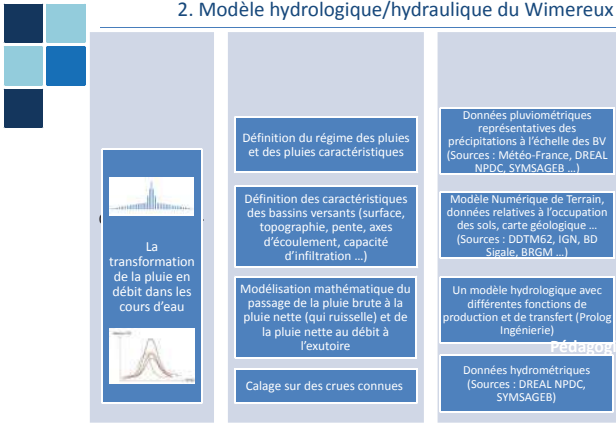 2. Modèle hydrologique/hydraulique du Wimereux
La
transformation
de la pluie en
débit dans les
cours d'eau
Définition du régime des pluies
et des pluies caractéristiques
Définition des caractéristiques
des bassins versants (surface,
topographie, pente, axes
d'écoulement, capacité
d'infiltration …)
Modélisation mathématique du
passage de la pluie brute à la
pluie nette (qui ruisselle) et de
la pluie nette au débit à
l'exutoire
Calage sur des crues connues
Données pluviométriques
représentatives des
précipitations à l'échelle des BV
(Sources : Météo-France, DREAL
NPDC, SYMSAGEB …)
Modèle Numérique de Terrain,
données relatives à l'occupation
des sols, carte géologique …
(Sources : DDTM62, IGN, BD
Sigale, BRGM …)
Un modèle hydrologique avec
différentes fonctions de
production et de transfert (Prolog
Ingénierie)
Pédagog
Données hydrométriques
(Sources : DREAL NPDC,
SYMSAGEB)